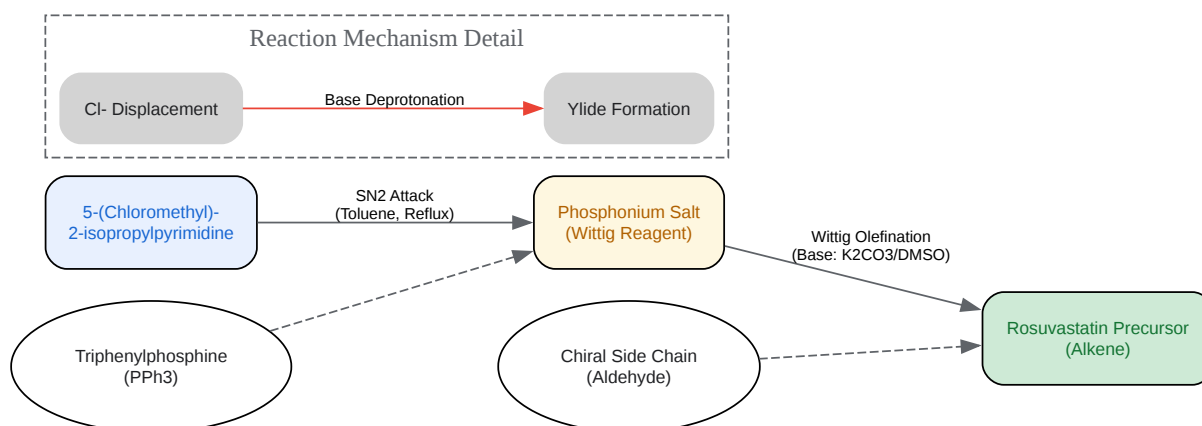 Reaction Mechanism Detail
Cl- Displacement
Base Deprotonation
Ylide Formation
5-(Chloromethyl)-
2-isopropylpyrimidine
SN2 Attack
(Toluene, Reflux)
Phosphonium Salt
(Wittig Reagent)
Wittig Olefination
(Base: K2CO3/DMSO)
Triphenylphosphine
(PPh3)
Chiral Side Chain
(Aldehyde)
Rosuvastatin Precursor
(Alkene)